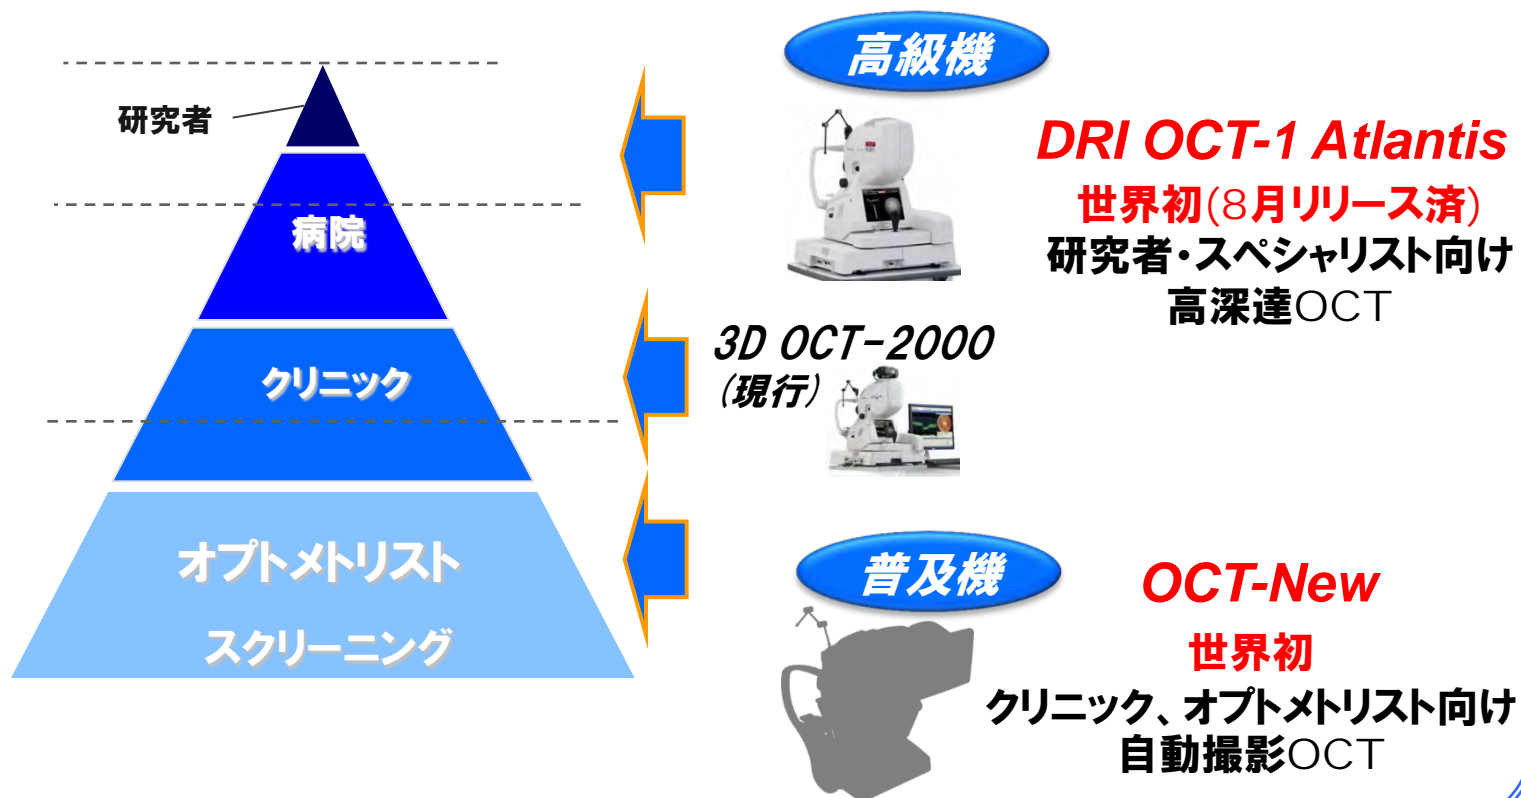 研究者
病院
クリニック
オプトメトリスト
スクリーニング
高級機
DRI OCT-1 Atlantis
世界初(8月リリース済)
研究者・スペシャリスト向け
高深達OCT
3D OCT-2000
(現行)
普及機
OCT-New
世界初
クリニック、オプトメトリスト向け
自動撮影OCT